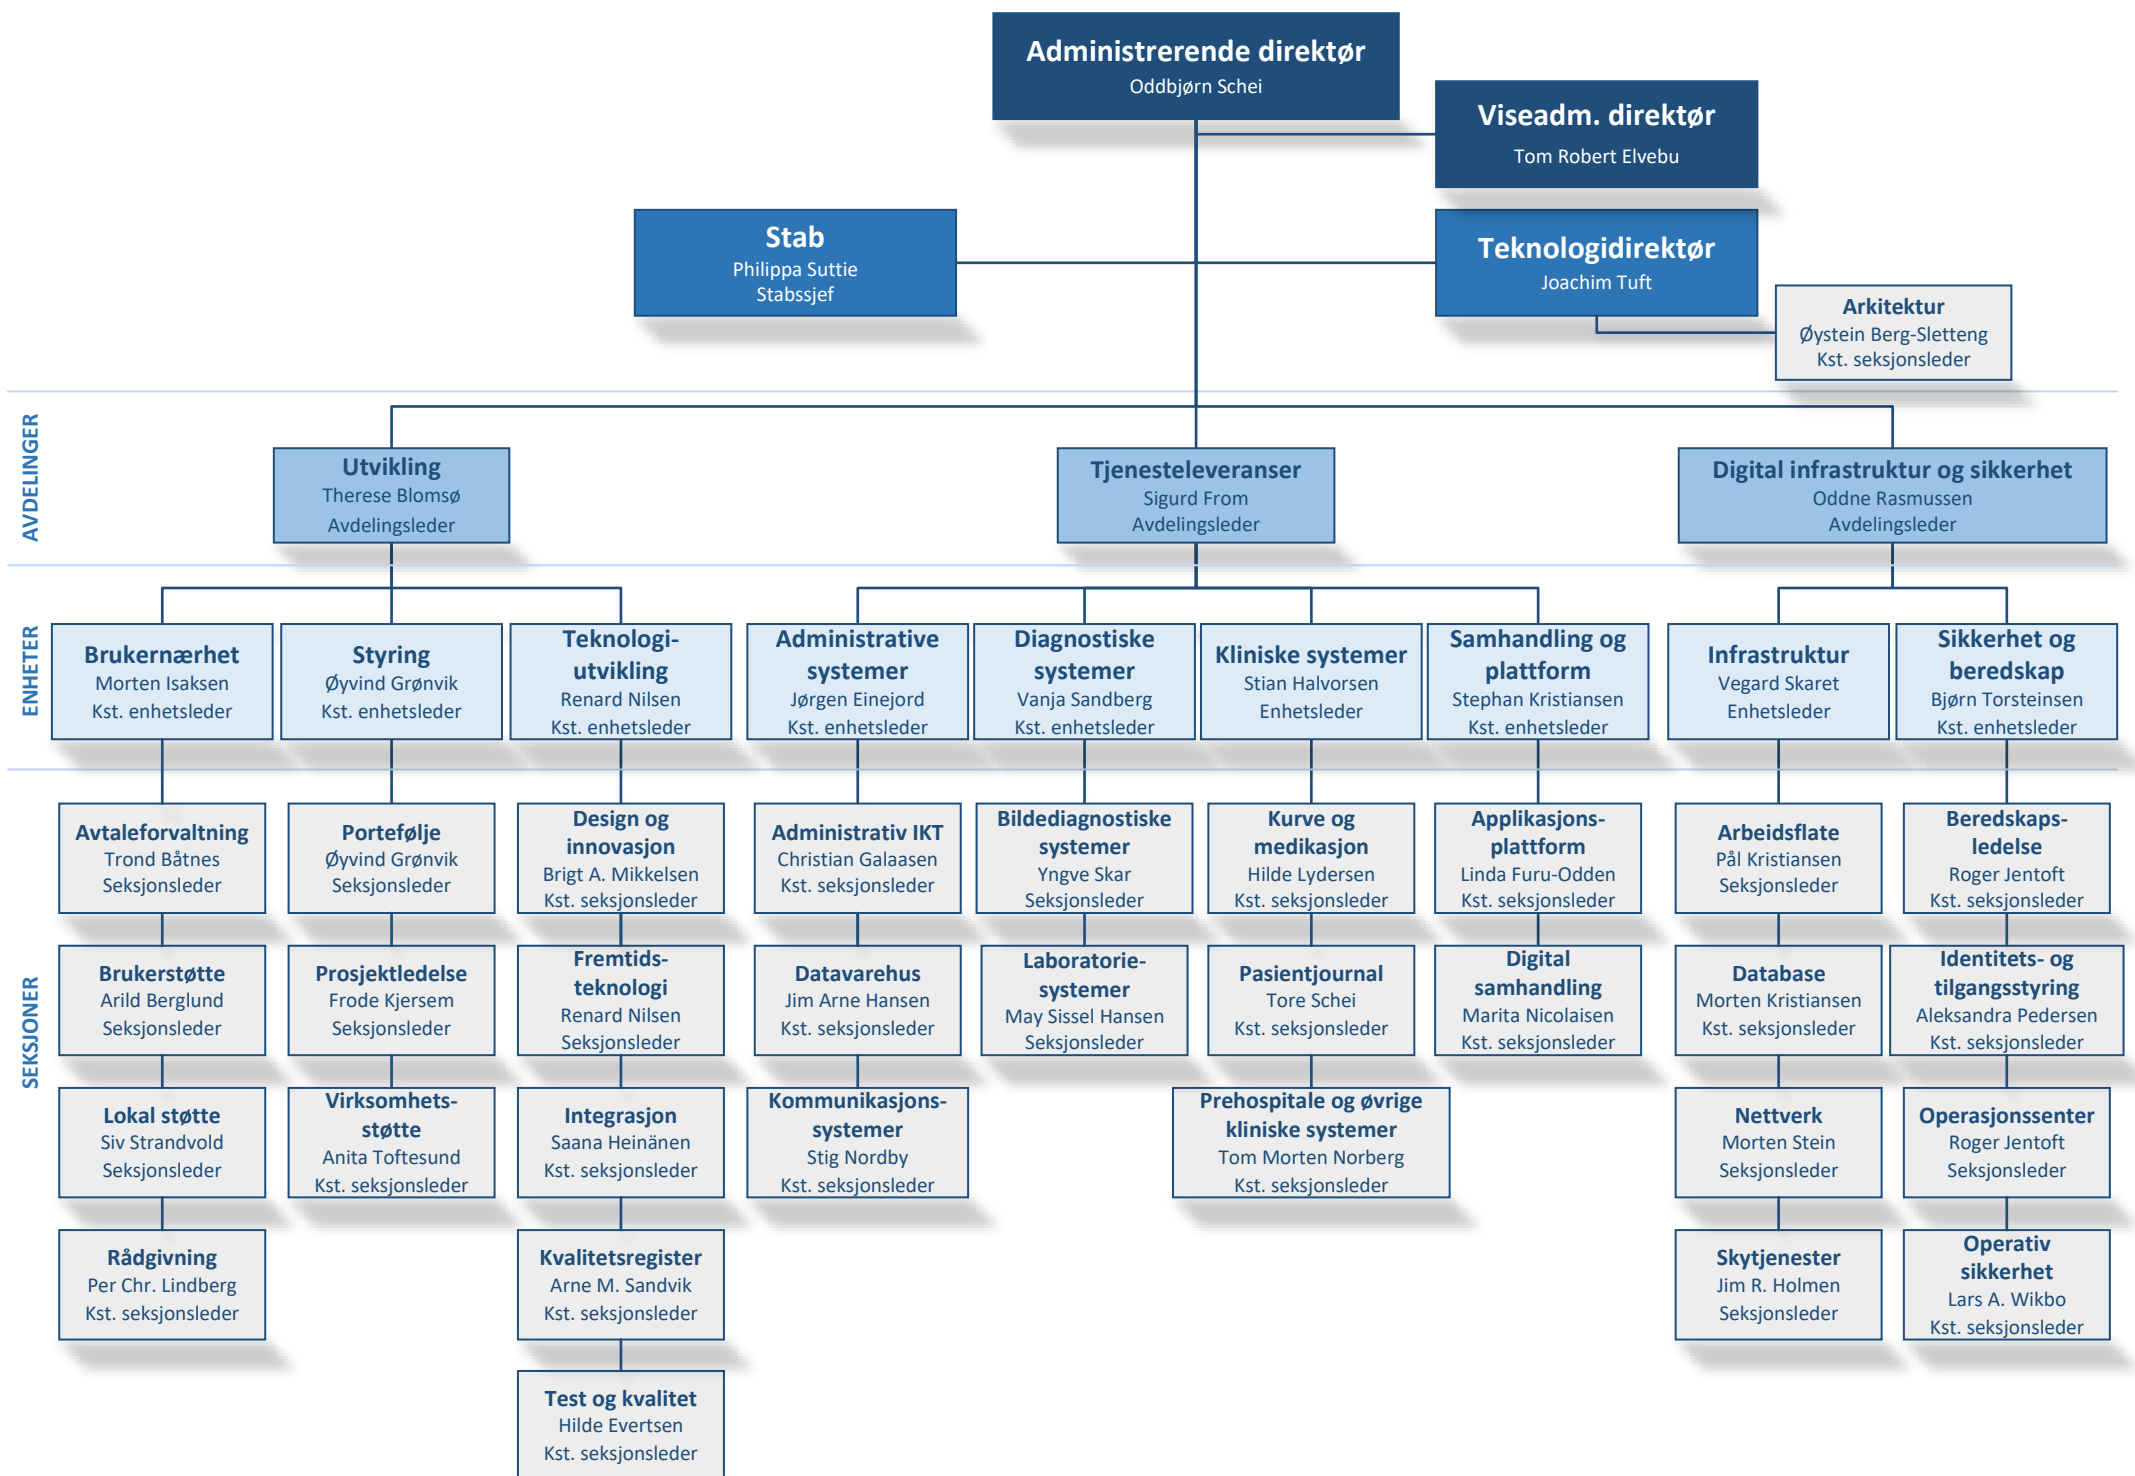 Administrerende direktør
Oddbjørn Schei
Viseadm. direktør
Tom Robert Elvebu
Stab
Philippa Suttie
Stabssjef
Teknologidirektør
Joachim Tuft
Arkitektur
Øystein Berg-Sletteng
Kst. seksjonsleder
AVDELINGER
Utvikling
Therese Blomsø
Avdelingsleder
Tjenesteleveranser
Sigurd From
Avdelingsleder
Digital infrastruktur og sikkerhet
Oddne Rasmussen
Avdelingsleder
ENHETER
Brukernærhet
Morten Isaksen
Kst. enhetsleder
Styring
Øyvind Grønvik
Kst. enhetsleder
Teknologi-
utvikling
Renard Nilsen
Kst. enhetsleder
Administrative
systemer
Jørgen Einejord
Kst. enhetsleder
Diagnostiske
systemer
Vanja Sandberg
Kst. enhetsleder
Kliniske systemer
Stian Halvorsen
Enhetsleder
Samhandling og
plattform
Stephan Kristiansen
Kst. enhetsleder
Infrastruktur
Vegard Skaret
Enhetsleder
Sikkerhet og
beredskap
Bjørn Torsteinsen
Kst. enhetsleder
SEKSJONER
Avtaleforvaltning
Trond Båtnes
Seksjonsleder
Portefølje
Øyvind Grønvik
Seksjonsleder
Design og
innovasjon
Brigt A. Mikkelsen
Kst. seksjonsleder
Administrativ IKT
Christian Galaasen
Kst. seksjonsleder
Bildediagnostiske
systemer
Yngve Skar
Seksjonsleder
Kurve og
medikasjon
Hilde Lydersen
Kst. seksjonsleder
Applikasjons-
plattform
Linda Furu-Odden
Kst. seksjonsleder
Arbeidsflate
Pål Kristiansen
Seksjonsleder
Beredskaps-
ledelse
Roger Jentoft
Kst. seksjonsleder
Brukerstøtte
Arild Berglund
Seksjonsleder
Prosjektledelse
Frode Kjersem
Seksjonsleder
Fremtids-
teknologi
Renard Nilsen
Seksjonsleder
Datavarehus
Jim Arne Hansen
Kst. seksjonsleder
Laboratorie-
systemer
May Sissel Hansen
Seksjonsleder
Pasientjournal
Tore Schei
Kst. seksjonsleder
Digital
samhandling
Marita Nicolaisen
Kst. seksjonsleder
Database
Morten Kristiansen
Kst. seksjonsleder
Identitets- og
tilgangsstyring
Aleksandra Pedersen
Kst. seksjonsleder
Lokal støtte
Siv Strandvold
Seksjonsleder
Virksomhets-
støtte
Anita Toftesund
Kst. seksjonsleder
Integrasjon
Saana Heinänen
Kst. seksjonsleder
Kommunikasjons-
systemer
Stig Nordby
Kst. seksjonsleder
Prehospitale og øvrige
kliniske systemer
Tom Morten Norberg
Kst. seksjonsleder
Nettverk
Morten Stein
Seksjonsleder
Operasjonssenter
Roger Jentoft
Seksjonsleder
Rådgivning
Per Chr. Lindberg
Kst. seksjonsleder
Kvalitetsregister
Arne M. Sandvik
Kst. seksjonsleder
Skytjenester
Jim R. Holmen
Seksjonsleder
Operativ
sikkerhet
Lars A. Wikbo
Kst. seksjonsleder
Test og kvalitet
Hilde Evertsen
Kst. seksjonsleder